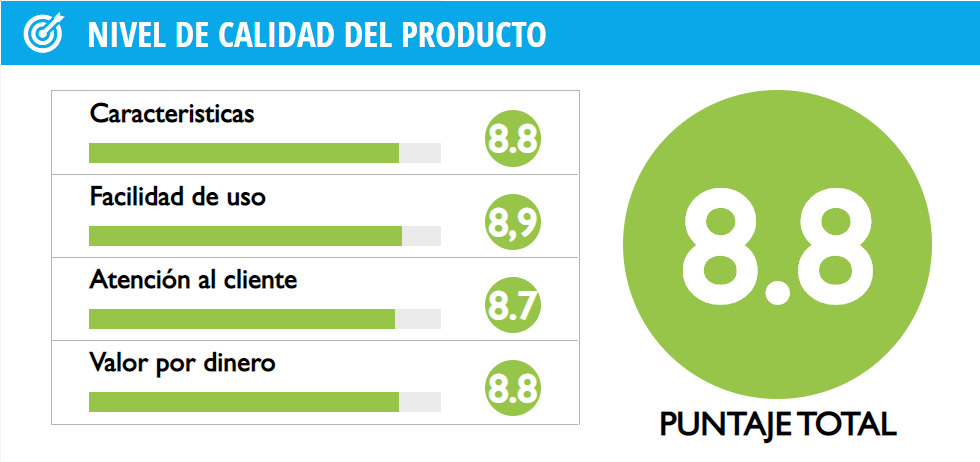 NIVEL DE CALIDAD DEL PRODUCTO
Caracteristicas
8.8
Facilidad de uso
8,9
Atención al cliente
8.7
Valor por dinero
8.8
8.8
PUNTAJE TOTAL